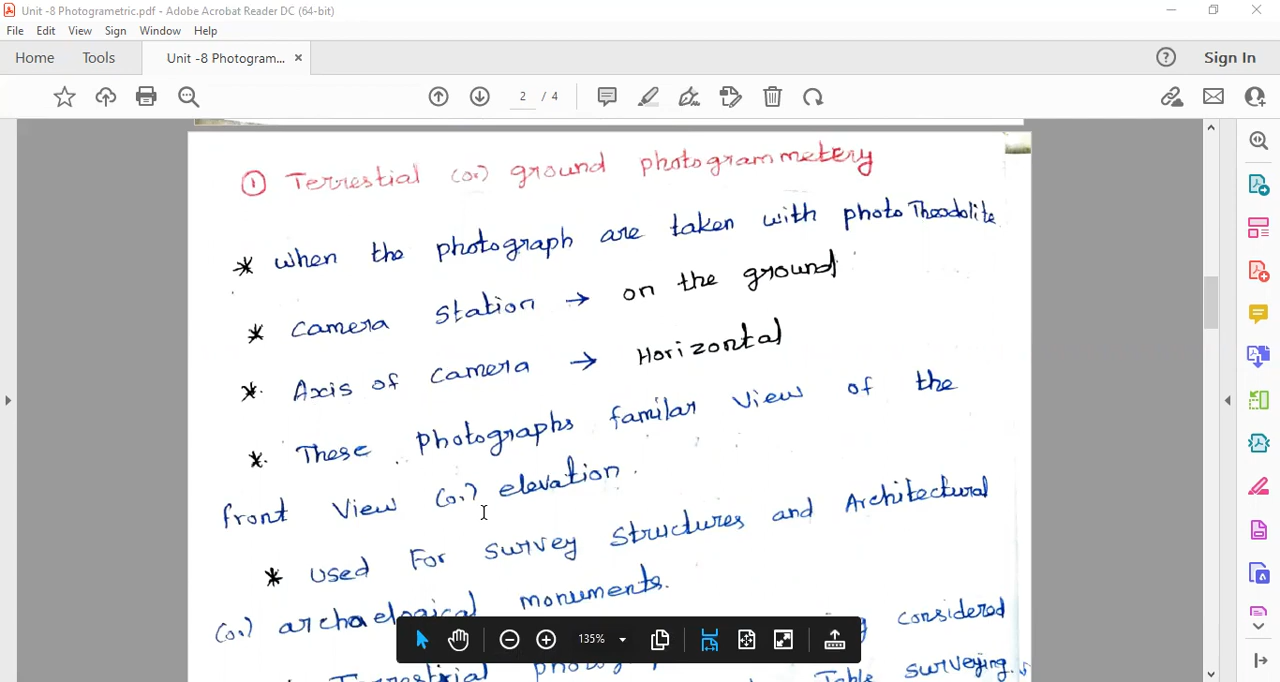 Unit -8 Photogrametric.pdf - Adobe Acrobat Reader DC (64-bit)
File Edit View Sign Window Help
Home Tools Unit -8 Photogram... × Sign In
2 / 4
① Terrestial (or) ground photogrammetery
* When the photograph are taken with photo Theodolite
* Camera Station → on the ground
* Axis of camera → Horizontal
* These photographs familar view of the
front View (or) elevation.
* Used For survey structures and Architectural
(or) archaelogical monuments.
considered
Table surveying.
135%